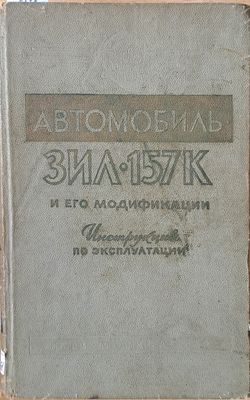 АВТОМОБИЛЬ
ЗИЛ·157К
И ЕГО МОДИФИКАЦИИ
Инструкция
ПО ЭКСПЛУАТАЦИИ